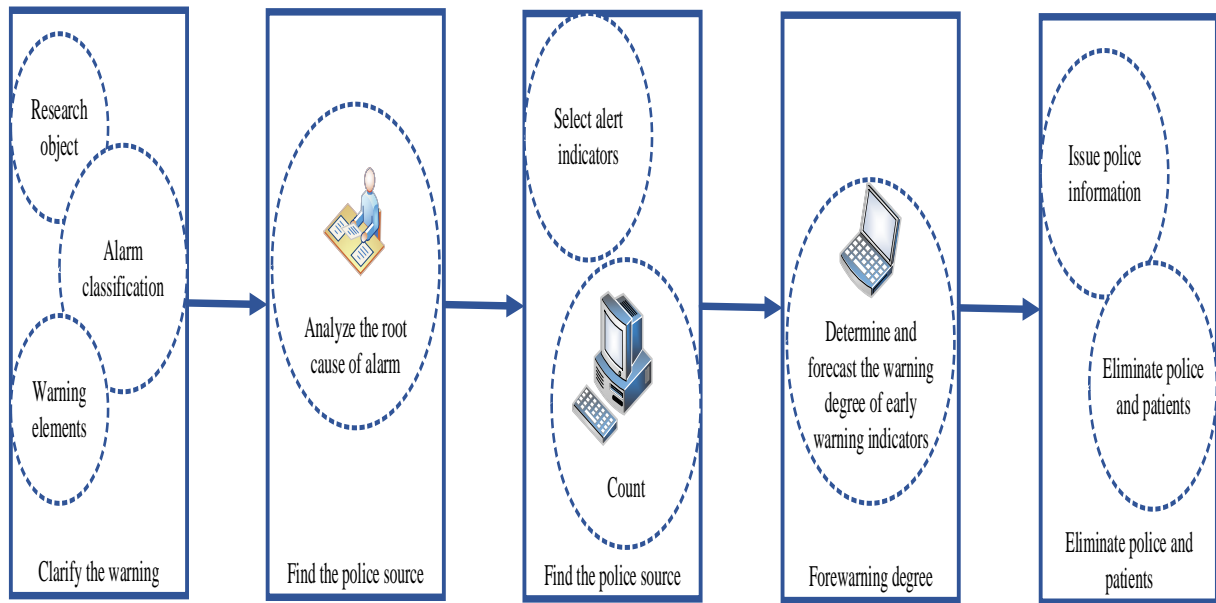 Research
object
Alarm
classification
Warning
elements
Clarify the warning
Analyze the root
cause of alarm
Find the police source
Select alert
indicators
Count
Find the police source
Determine and
forecast the warning
degree of early
warning indicators
Forewarning degree
Issue police
information
Eliminate police
and patients
Eliminate police and
patients